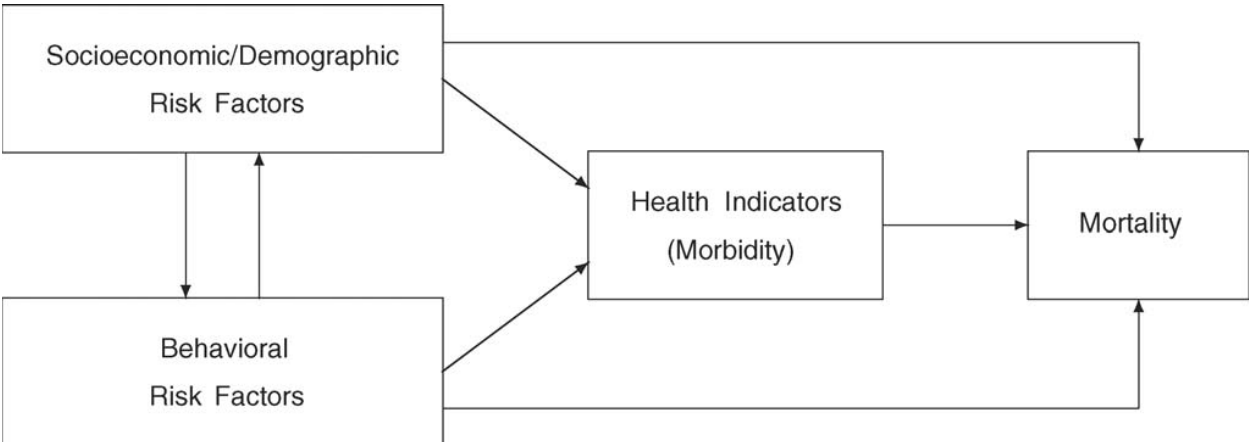 Socioeconomic/Demographic
Risk Factors
Health Indicators
(Morbidity)
Mortality
Behavioral
Risk Factors